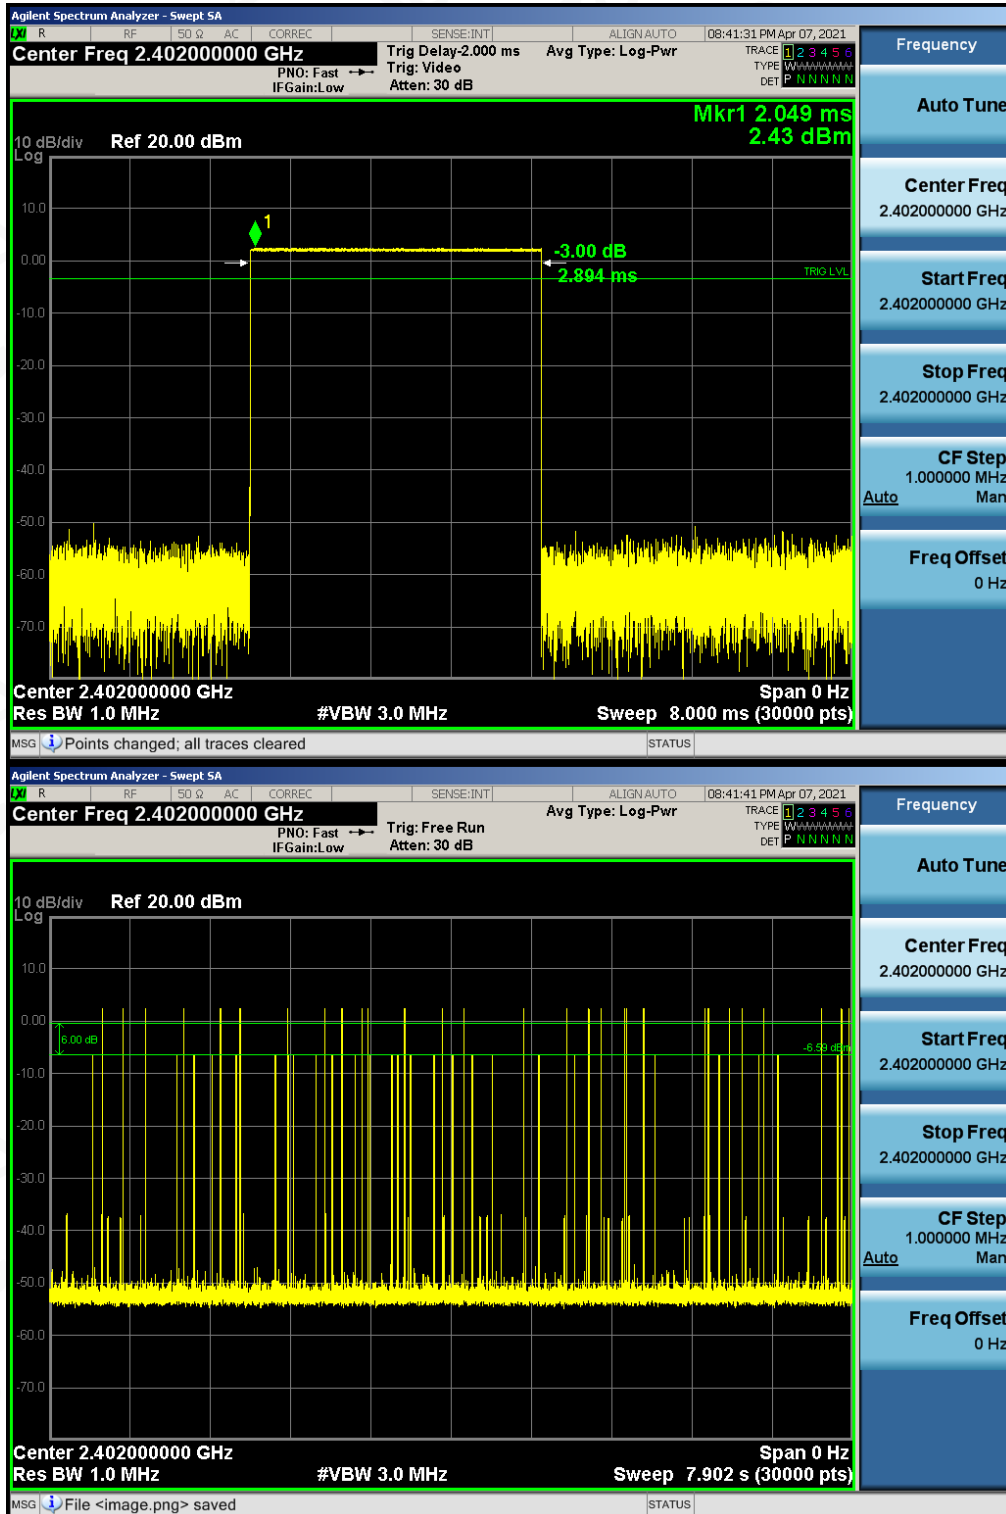 Agilent Spectrum Analyzer - Swept SA
LXI R RF 50 Ω AC CORREC SENSE:INT ALIGN AUTO 08:41:31 PM Apr 07, 2021
Center Freq 2.402000000 GHz
PNO: Fast
IFGain:Low
Trig Delay-2.000 ms
Trig: Video
Atten: 30 dB
Avg Type: Log-Pwr
TRACE 1 2 3 4 5 6
TYPE WWWWWW
DET P N N N N N
Mkr1 2.049 ms
2.43 dBm
10 dB/div Ref 20.00 dBm
Log
10.0
1
0.00
-3.00 dB
2.894 ms
TRIG LVL
-10.0
-20.0
-30.0
-40.0
-50.0
-60.0
-70.0
Center 2.402000000 GHz Span 0 Hz
Res BW 1.0 MHz #VBW 3.0 MHz Sweep 8.000 ms (30000 pts)
MSG Points changed; all traces cleared STATUS
Frequency
Auto Tune
Center Freq
2.402000000 GHz
Start Freq
2.402000000 GHz
Stop Freq
2.402000000 GHz
CF Step
1.000000 MHz
Auto Man
Freq Offset
0 Hz
Agilent Spectrum Analyzer - Swept SA
LXI R RF 50 Ω AC CORREC SENSE:INT ALIGN AUTO 08:41:41 PM Apr 07, 2021
Center Freq 2.402000000 GHz
PNO: Fast
IFGain:Low
Trig: Free Run
Atten: 30 dB
Avg Type: Log-Pwr
TRACE 1 2 3 4 5 6
TYPE WWWWWW
DET P N N N N N
10 dB/div Ref 20.00 dBm
Log
10.0
0.00
6.00 dB
-6.59 dBm
-10.0
-20.0
-30.0
-40.0
-50.0
-60.0
-70.0
Center 2.402000000 GHz Span 0 Hz
Res BW 1.0 MHz #VBW 3.0 MHz Sweep 7.902 s (30000 pts)
MSG File <image.png> saved STATUS
Frequency
Auto Tune
Center Freq
2.402000000 GHz
Start Freq
2.402000000 GHz
Stop Freq
2.402000000 GHz
CF Step
1.000000 MHz
Auto Man
Freq Offset
0 Hz